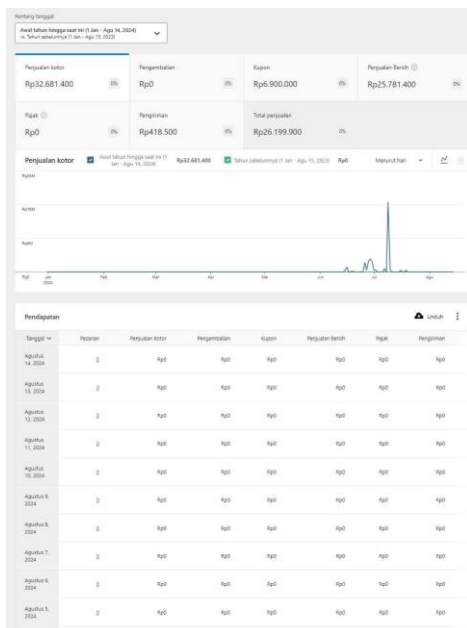 Rentang tanggal
Awal tahun hingga saat ini (1 Jan - Agu 14, 2024)
vs. Tahun sebelumnya (1 Jan - Agu 15, 2023)
Penjualan kotor
Rp32.681.400 0%
Pengembalian
Rp0 0%
Kupon
Rp6.900.000 0%
Penjualan Bersih
Rp25.781.400 0%
Pajak
Rp0 0%
Pengiriman
Rp418.500 0%
Total penjualan
Rp26.199.900 0%
Penjualan kotor
Awal tahun hingga saat ini (1 Jan - Agu 14, 2024) Rp32.681.400
Tahun sebelumnya (1 Jan - Agu 15, 2023) Rp0
Menurut hari
Rp0 Jan Feb Mar Apr Mei Jun Jul Agu
2024
Pendapatan Unduh
Tanggal Pesanan Penjualan kotor Pengembalian Kupon Penjualan Bersih Pajak Pengiriman
Agustus 14, 2024 0 Rp0 Rp0 Rp0 Rp0 Rp0 Rp0
Agustus 13, 2024 0 Rp0 Rp0 Rp0 Rp0 Rp0 Rp0
Agustus 12, 2024 0 Rp0 Rp0 Rp0 Rp0 Rp0 Rp0
Agustus 11, 2024 0 Rp0 Rp0 Rp0 Rp0 Rp0 Rp0
Agustus 10, 2024 0 Rp0 Rp0 Rp0 Rp0 Rp0 Rp0
Agustus 9, 2024 0 Rp0 Rp0 Rp0 Rp0 Rp0 Rp0
Agustus 8, 2024 0 Rp0 Rp0 Rp0 Rp0 Rp0 Rp0
Agustus 7, 2024 0 Rp0 Rp0 Rp0 Rp0 Rp0 Rp0
Agustus 6, 2024 0 Rp0 Rp0 Rp0 Rp0 Rp0 Rp0
Agustus 5, 2024 0 Rp0 Rp0 Rp0 Rp0 Rp0 Rp0